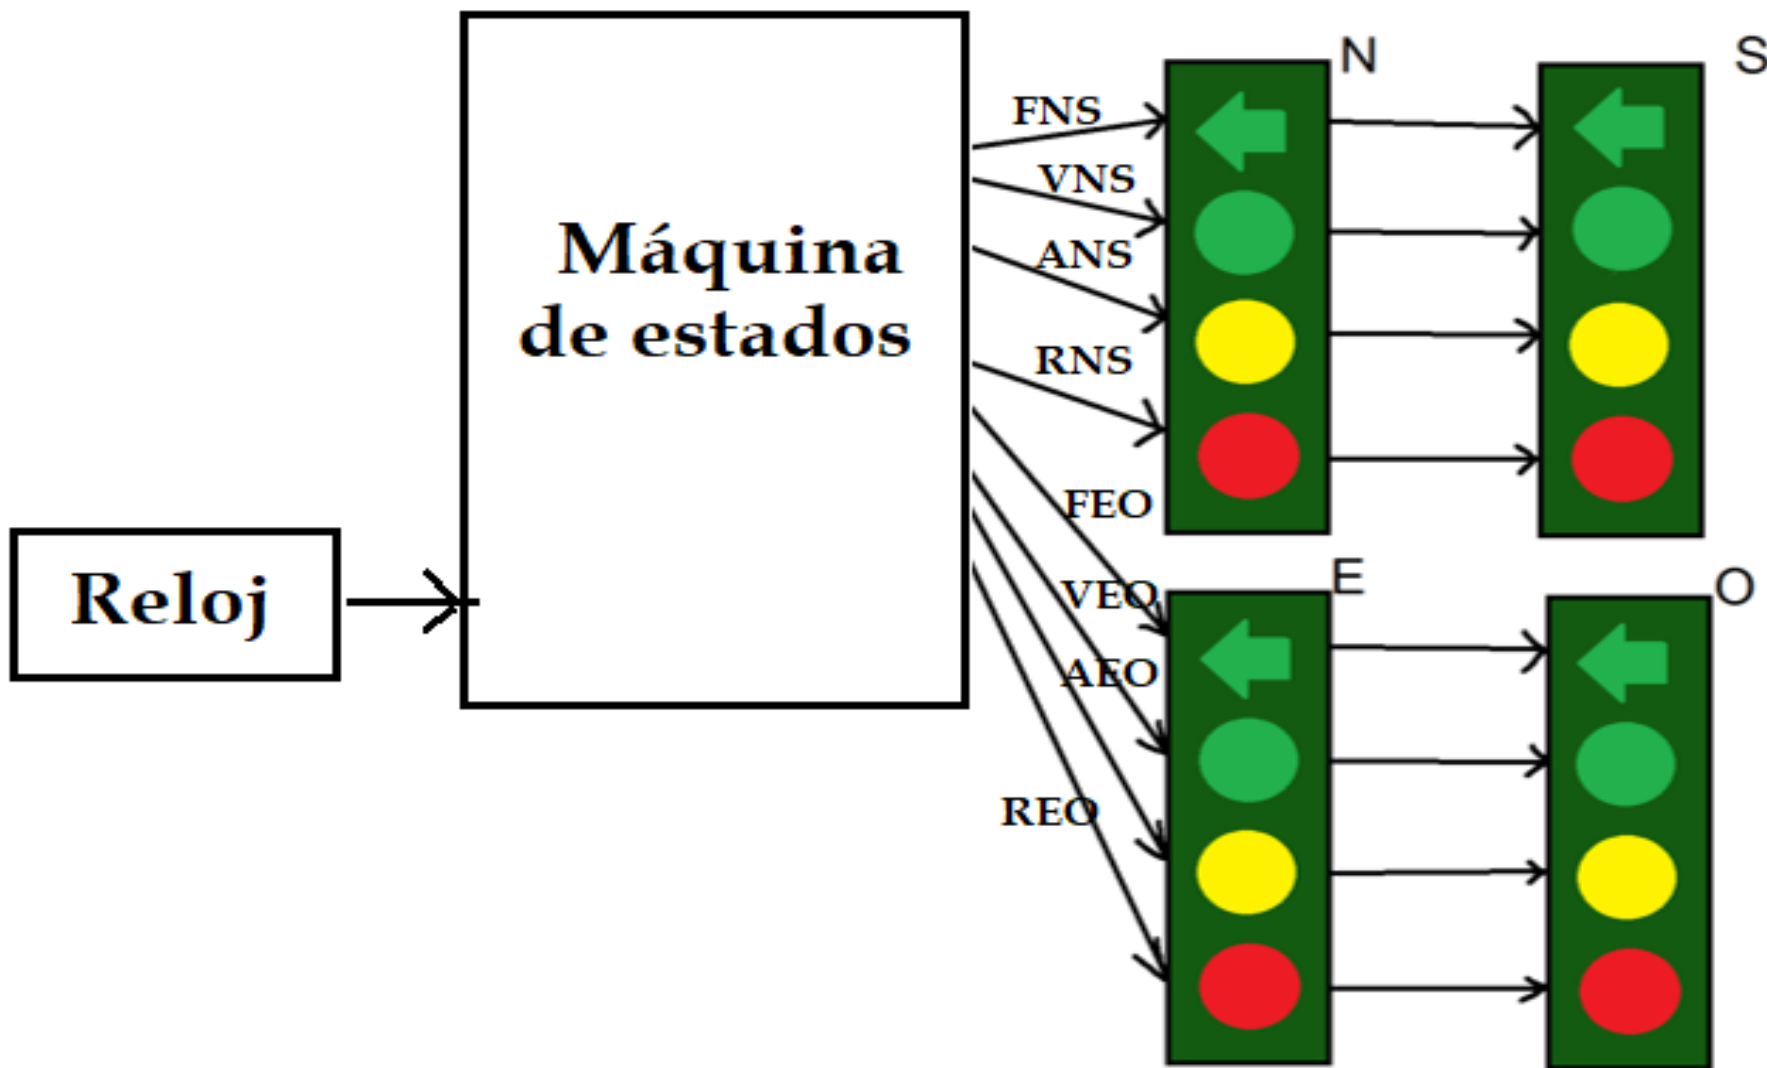 N
S
FNS
VNS
Máquina
ANS
de estados
RNS
FEO
Reloj
E
O
VEO
AEO
REO